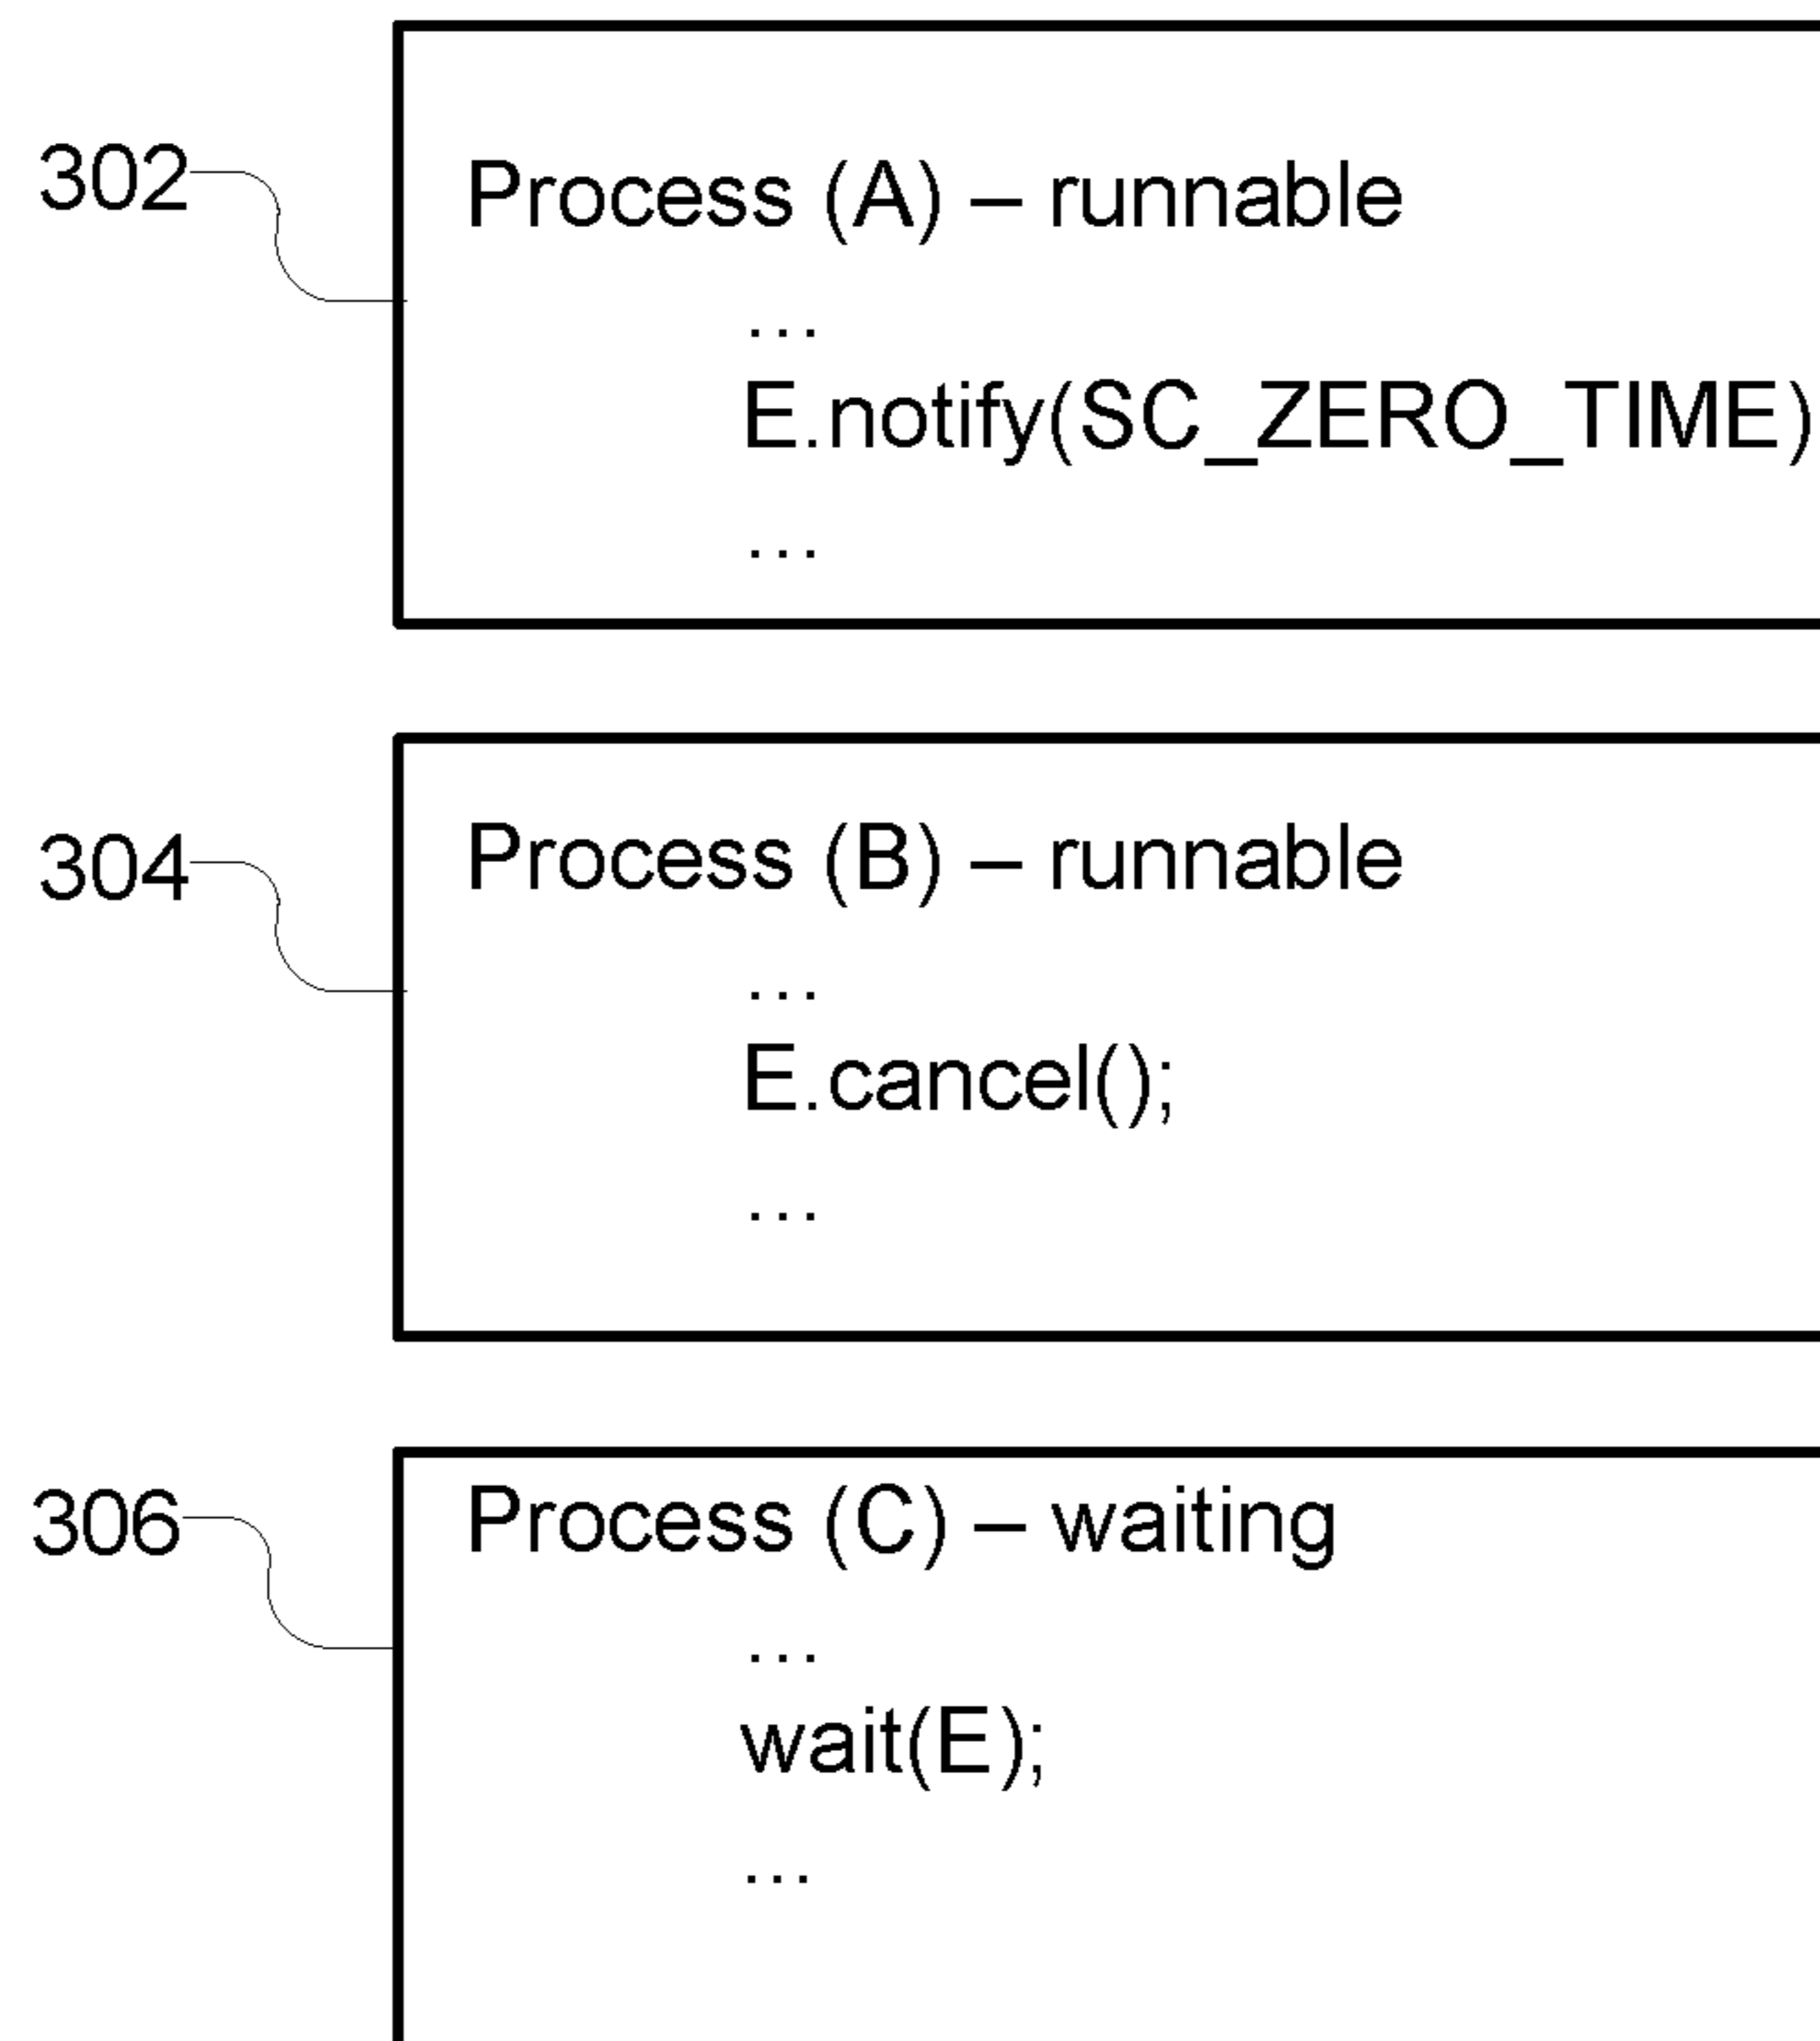 302
Process (A) – runnable
...
E.notify(SC_ZERO_TIME)
...
304
Process (B) – runnable
...
E.cancel();
...
306
Process (C) – waiting
...
wait(E);
...